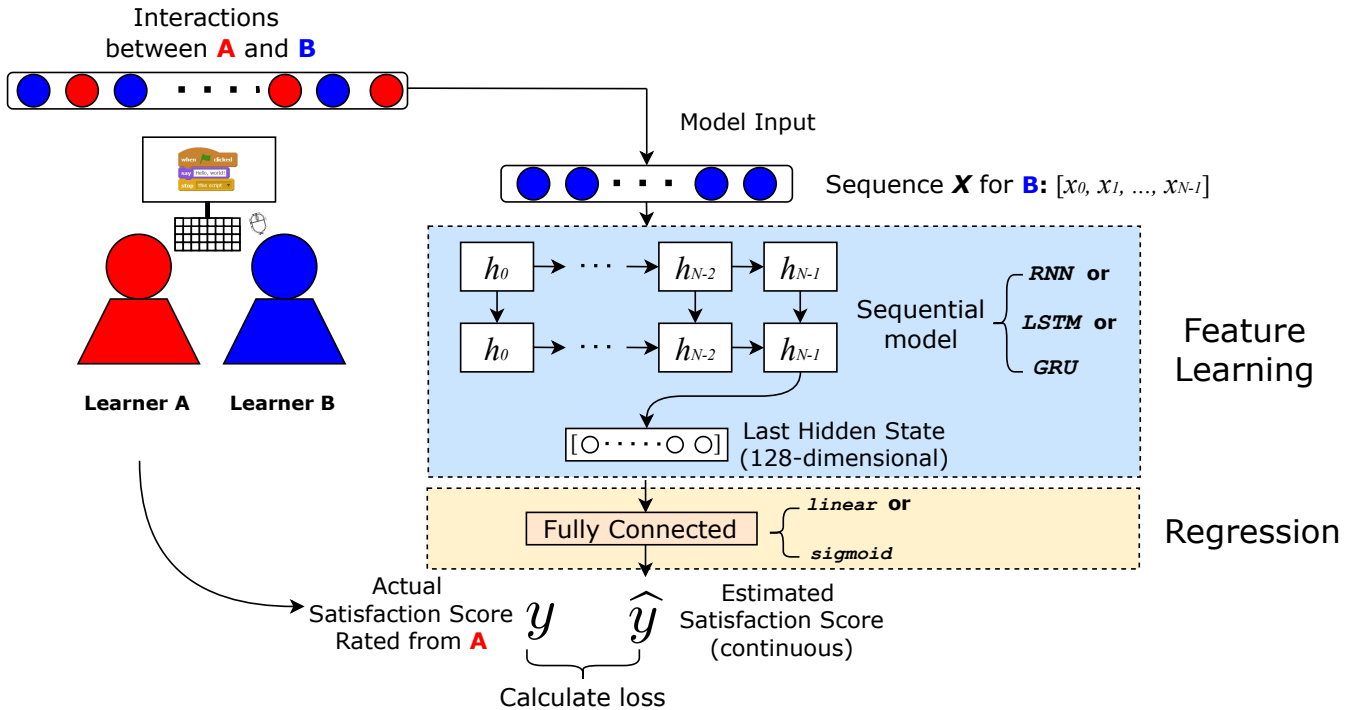 Interactions
between A and B
Model Input
when clicked
say Hello, world!
stop this script
Sequence X for B: [x0, x1, ..., xN-1]
h0 ··· hN-2 hN-1
h0 ··· hN-2 hN-1
Sequential
model
RNN or
LSTM or
GRU
Feature
Learning
Learner A
Learner B
[ ····· ]
Last Hidden State
(128-dimensional)
Fully Connected
linear or
sigmoid
Regression
Actual
Satisfaction Score
Rated from A
y
ŷ
Estimated
Satisfaction Score
(continuous)
Calculate loss